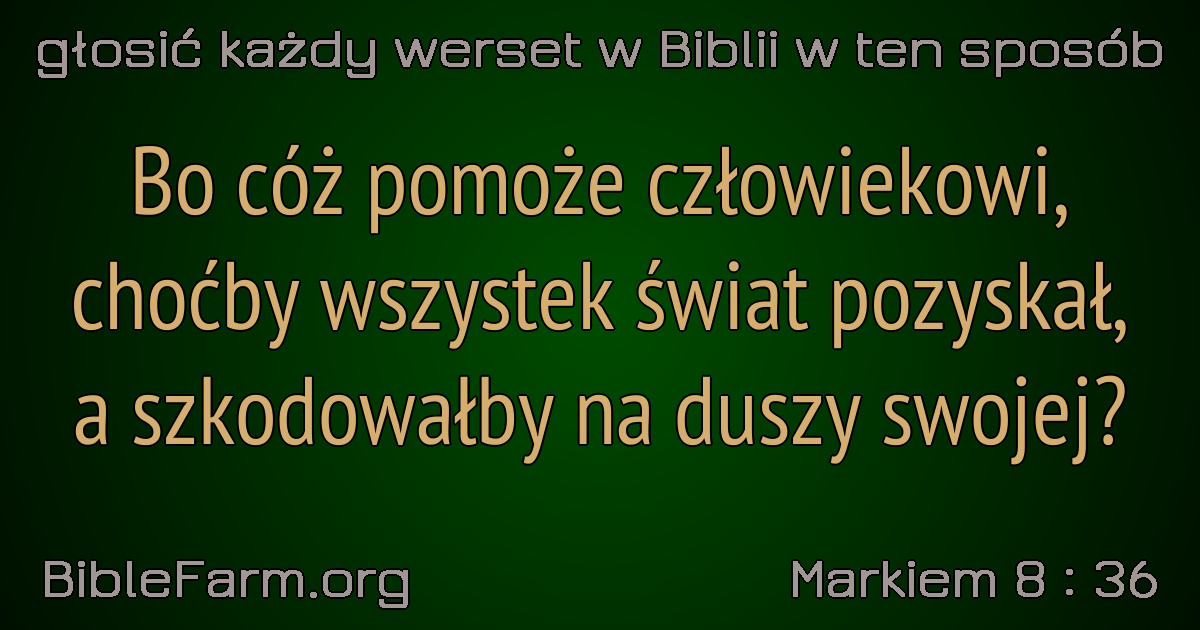 głosić każdy werset w Biblii w ten sposób
Bo cóż pomoże człowiekowi,
choćby wszystek świat pozyskał,
a szkodowałby na duszy swojej?
BibleFarm.org
Markiem 8 : 36